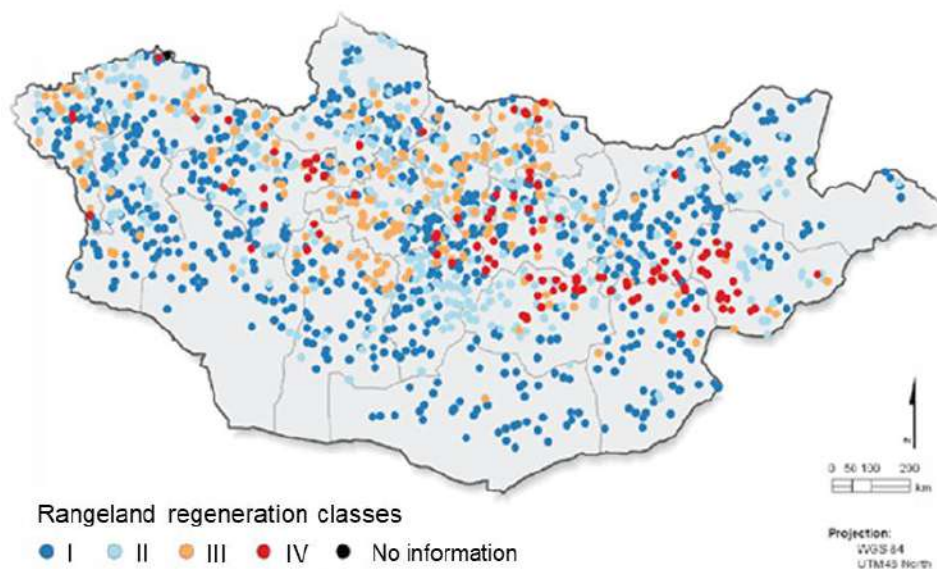 N
0 50 100 200
km
Rangeland regeneration classes
I II III IV No information
Projection:
WGS 84
UTM48 North